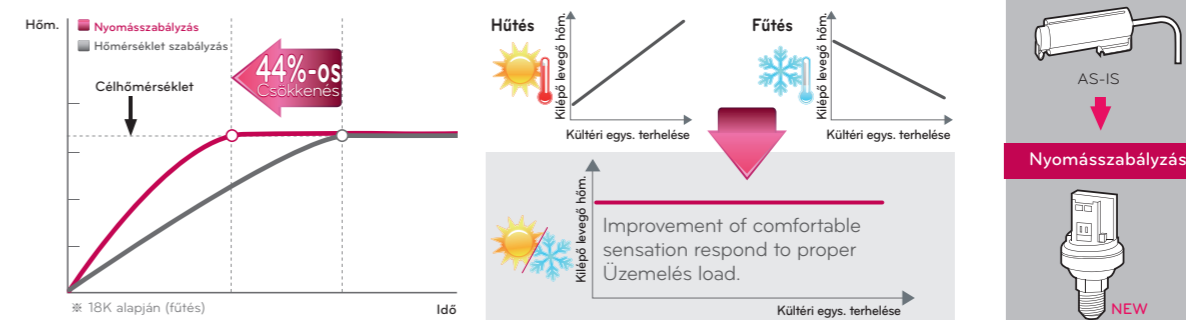 Hőm.
Nyomásszabályzás
Hőmérséklet szabályzás
Célhőmérséklet
44%-os
Csökkenés
※ 18K alapján (fűtés)
Idő
Hűtés
Kilépő levegő hőm.
Kültéri egys. terhelése
Fűtés
Kilépő levegő hőm.
Kültéri egys. terhelése
Kilépő levegő hőm.
Improvement of comfortable
sensation respond to proper
Üzemelés load.
Kültéri egys. terhelése
AS-IS
Nyomásszabályzás
NEW